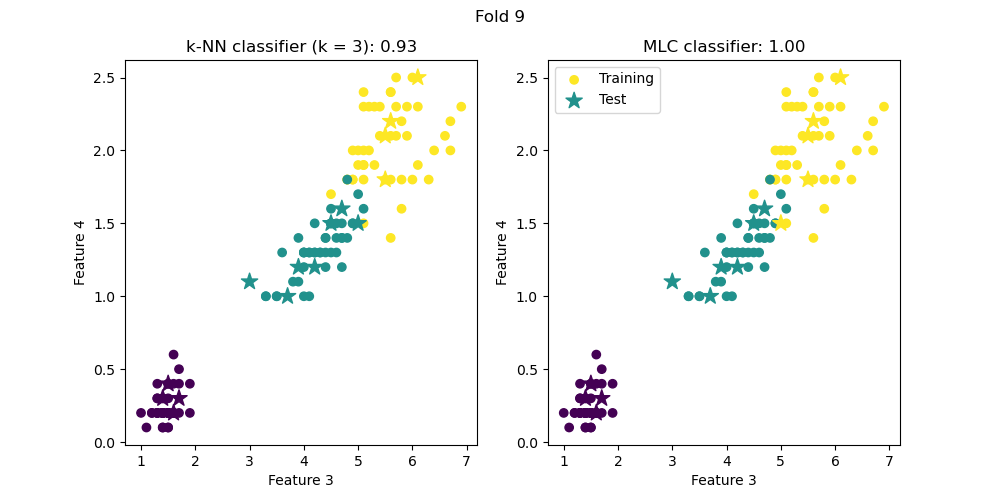 Fold 9
k-NN classifier (k = 3): 0.93
2.5
2.0
1.5
1.0
0.5
0.0
Feature 4
1 2 3 4 5 6 7
Feature 3
MLC classifier: 1.00
Training
Test
2.5
2.0
1.5
1.0
0.5
0.0
Feature 4
1 2 3 4 5 6 7
Feature 3